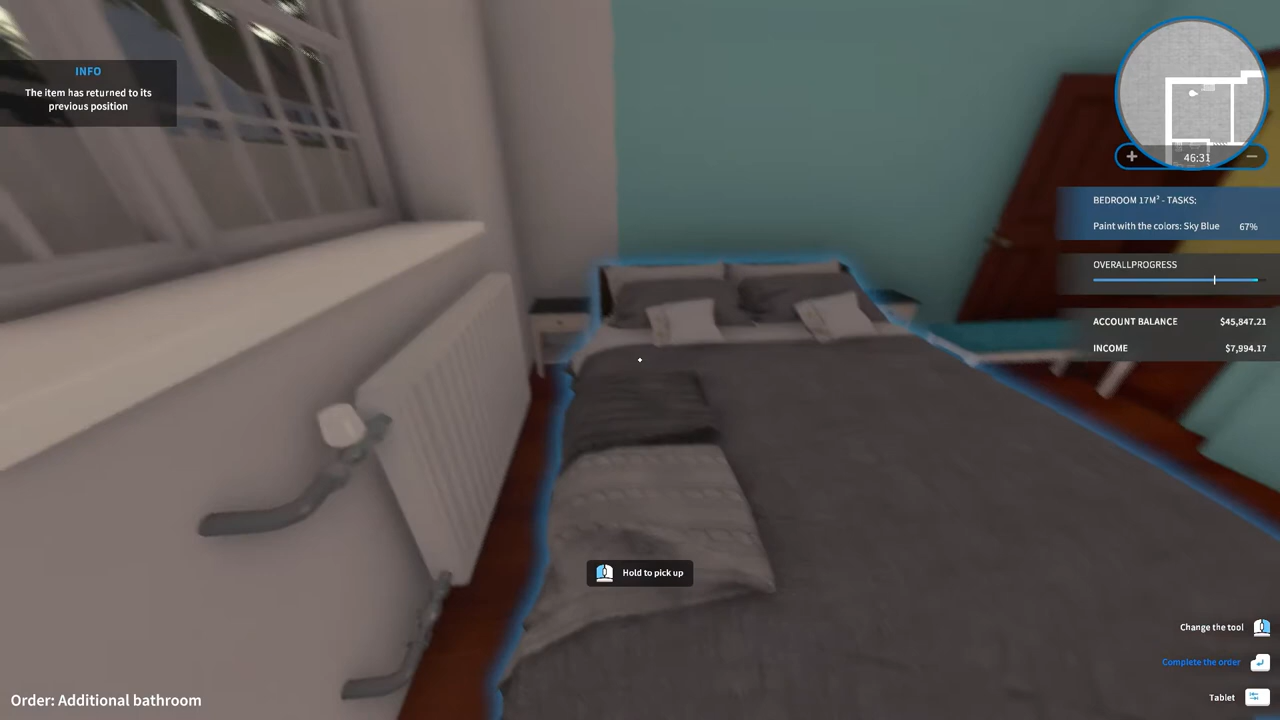 INFO
The item has returned to its
previous position
+ 46:31 −
BEDROOM 17M³ - TASKS:
Paint with the colors: Sky Blue 67%
OVERALLPROGRESS
ACCOUNT BALANCE $45,847.21
INCOME $7,994.17
Hold to pick up
Change the tool
Complete the order
Tablet
Order: Additional bathroom